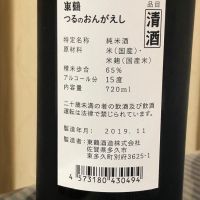 東鶴
つるのおんがえし
品目
清酒
特定名称 純米酒
原材料 米(国産)・
米麹(国産米)
精米歩合 65%
アルコール分 15度
内容量 720ml
二十歳未満の者の飲酒及び飲酒
運転は法律で禁じられています。
製造年月 2019.11
製造者 東鶴酒造株式会社
佐賀県多久市
東多久町別府3625-1
4573180430494